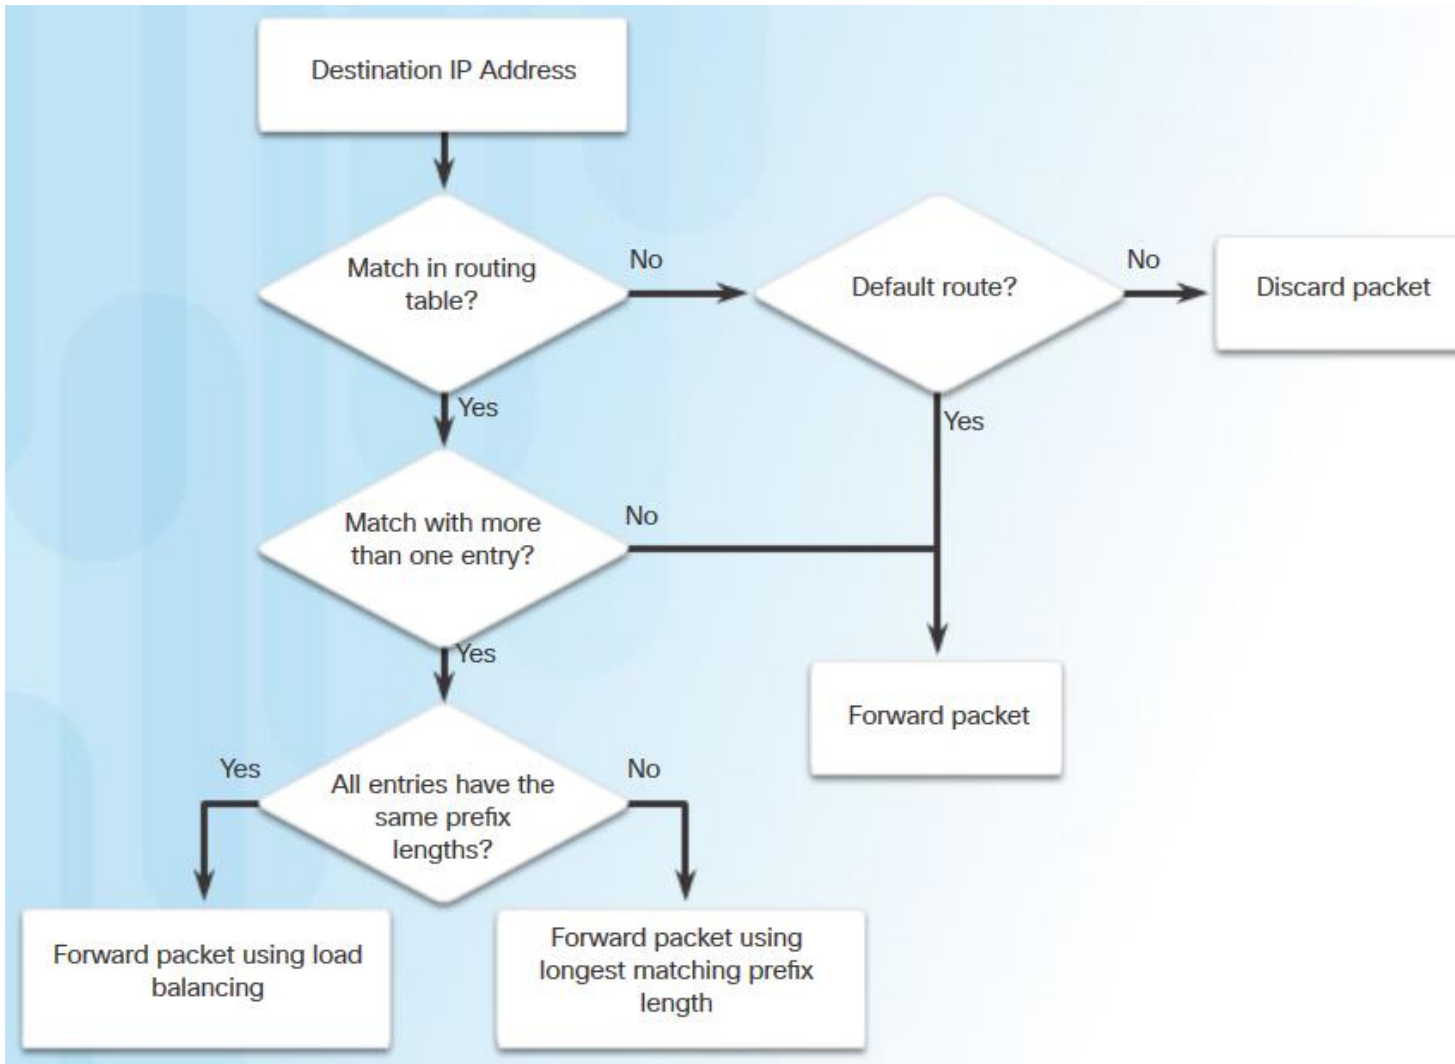 Destination IP Address
Match in routing
table?
No
Default route?
No
Discard packet
Yes
Yes
Match with more
than one entry?
No
Yes
Forward packet
Yes
All entries have the
same prefix
lengths?
No
Forward packet using load
balancing
Forward packet using
longest matching prefix
length